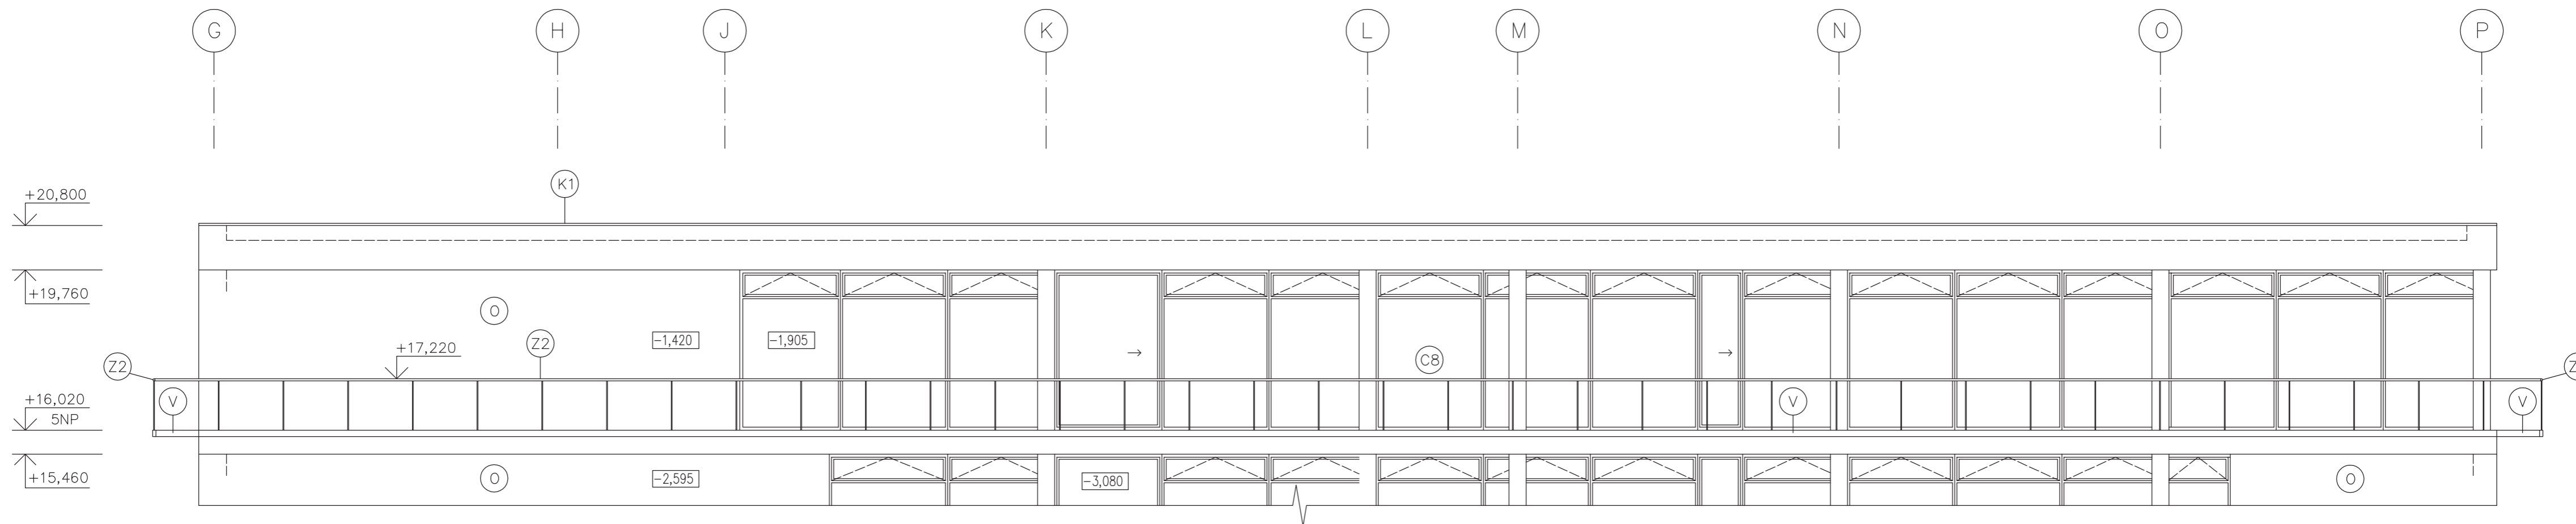 G H J K L M N O P
K1
+20,800
+19,760
O
Z2
-1,420
-1,905
+17,220
Z2
C8
V
V
V
+16,020
5NP
+15,460
O
-2,595
-3,080
O